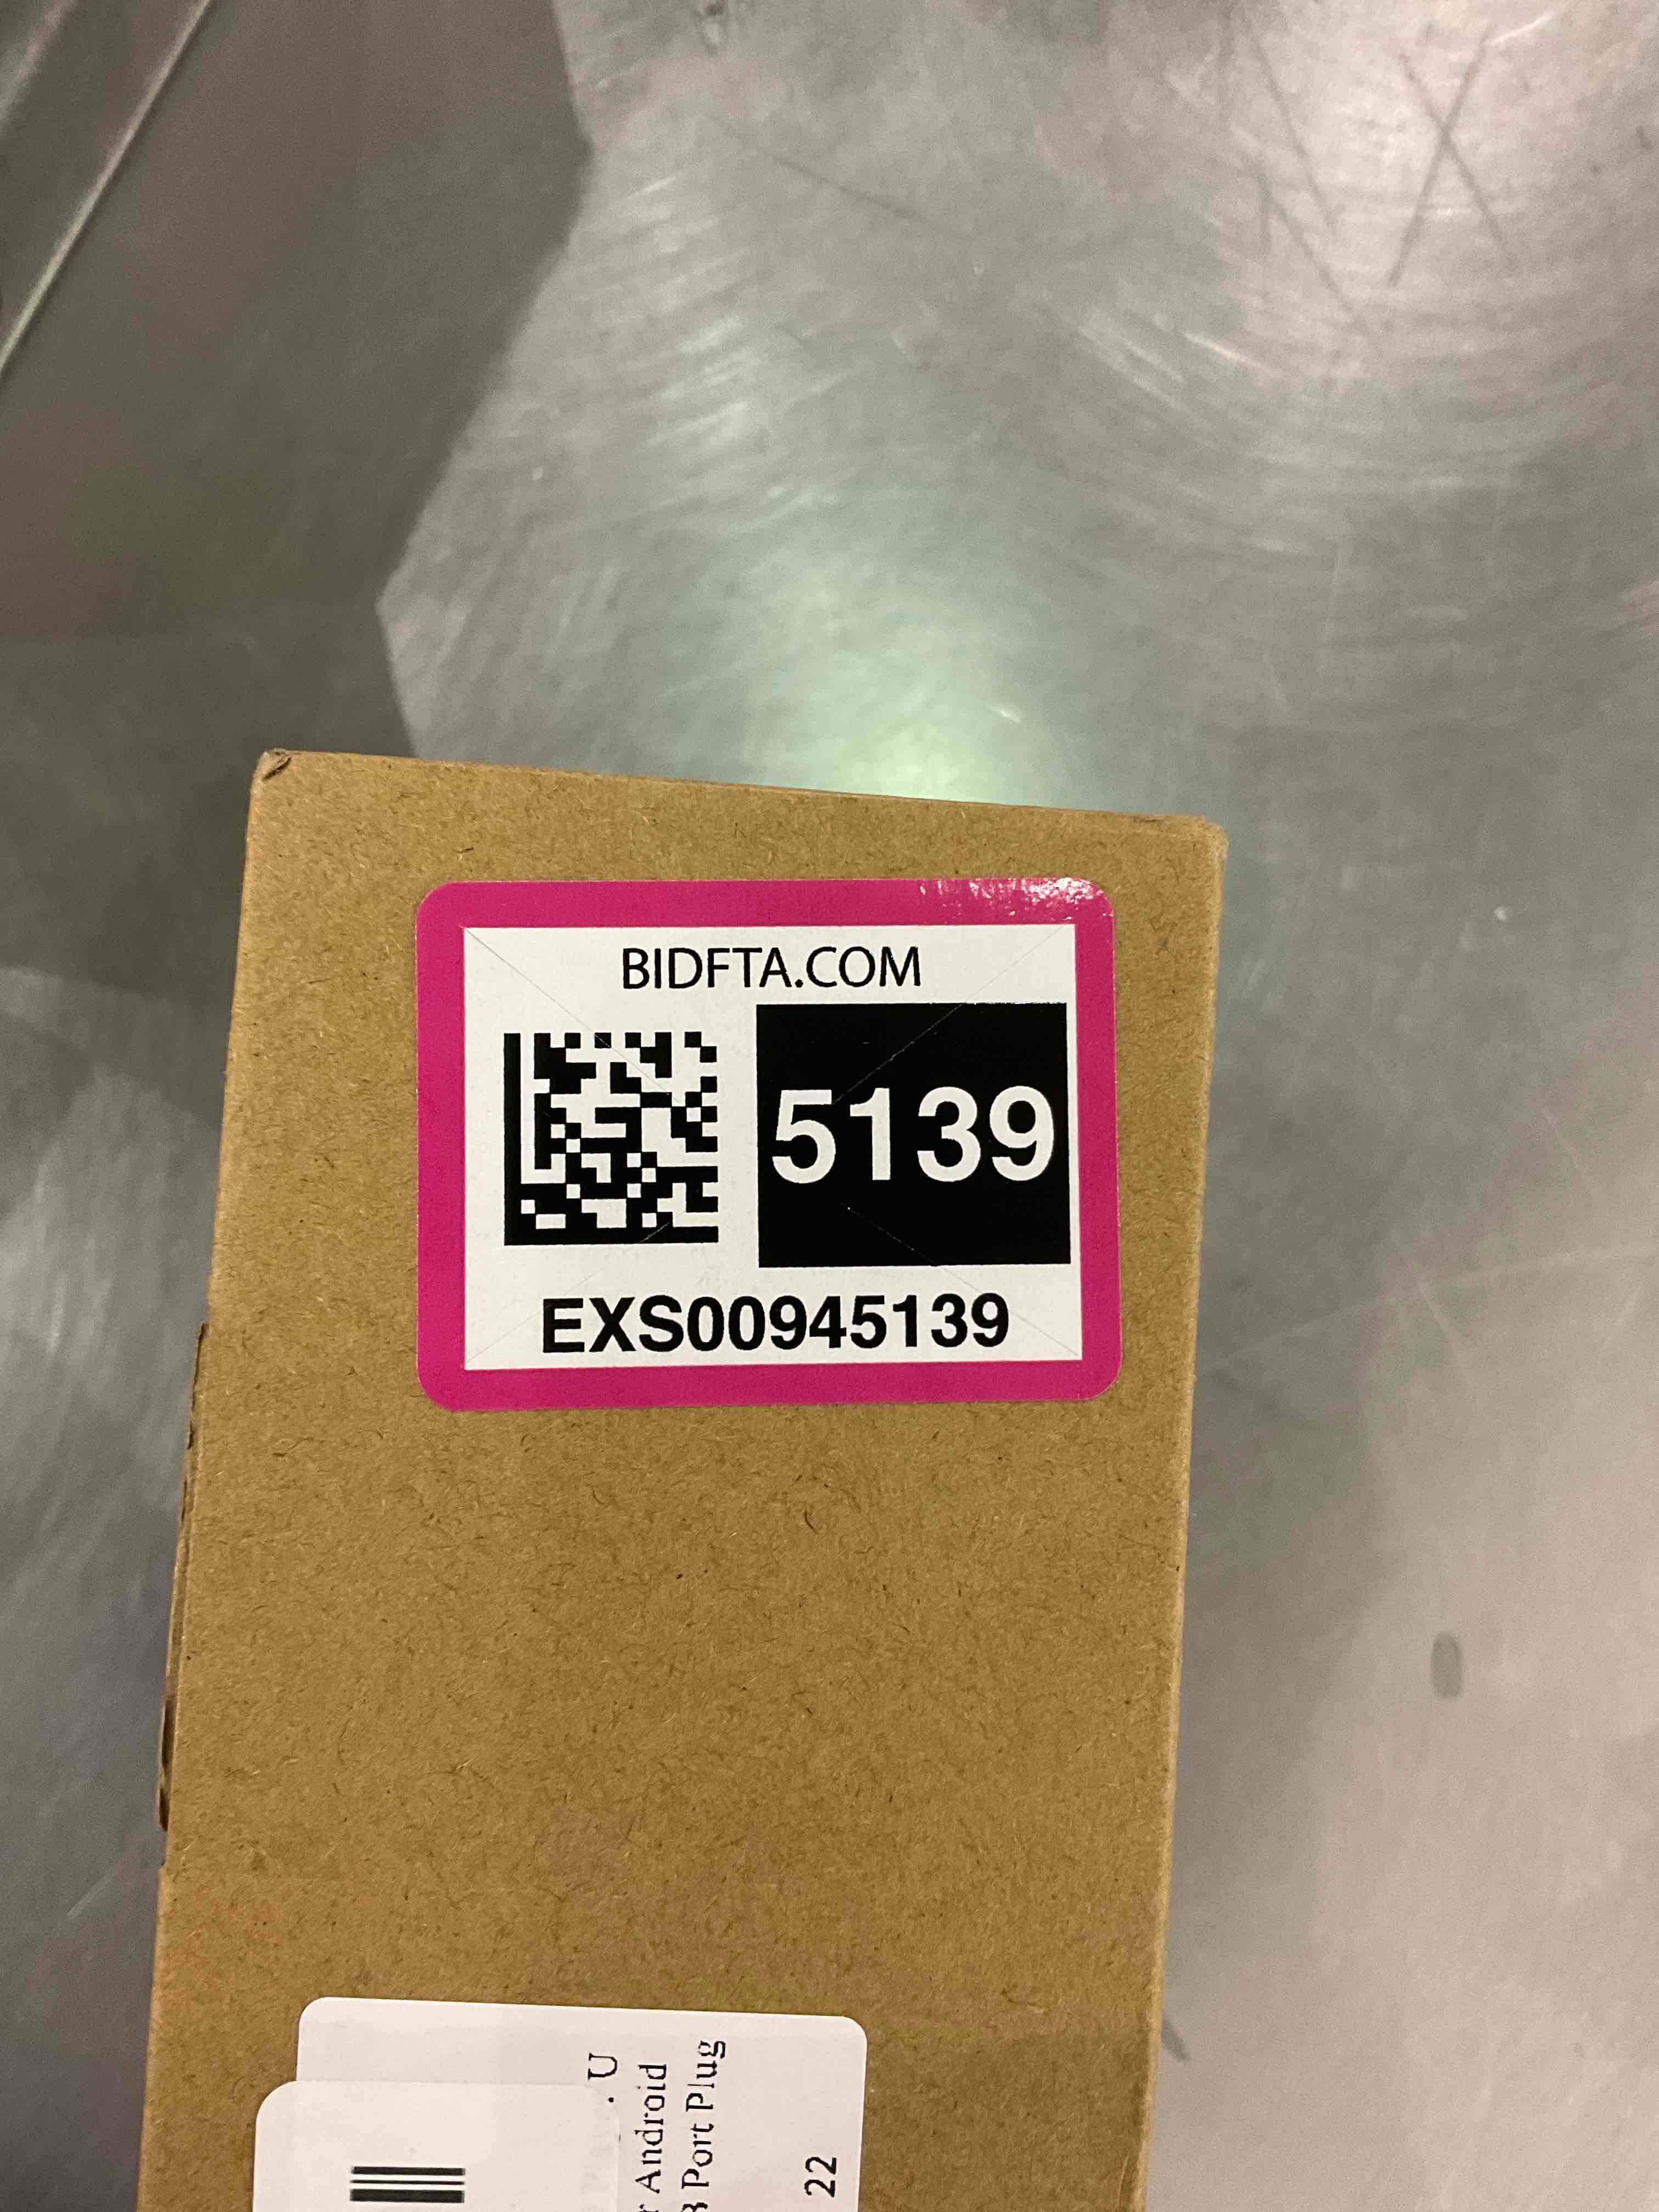 BIDFTA.COM
5139
EXS00945139
. U
Android
Port Plug
22